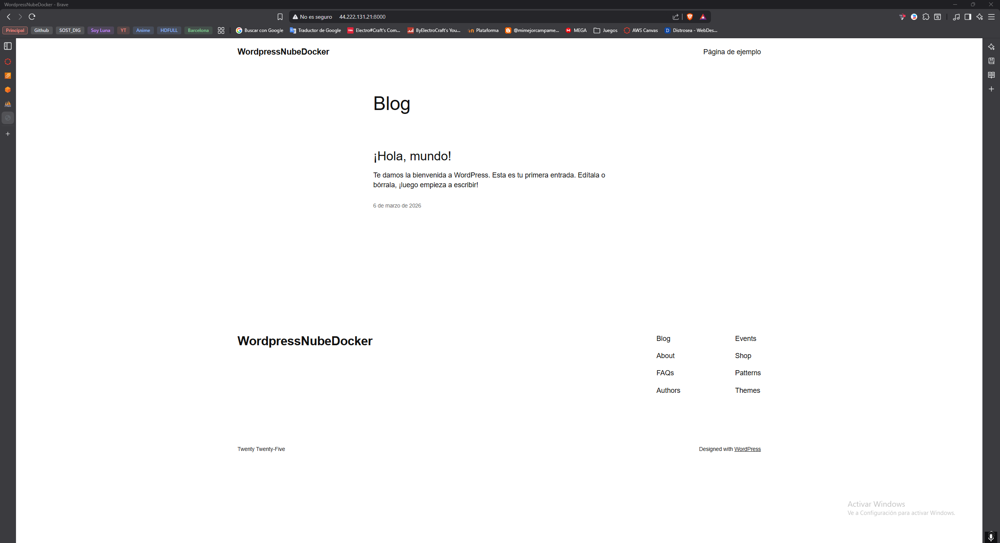 WordpressNubeDocker - Brave
No es seguro 44.222.131.21:8000
Principal Github SOST_DIG Soy Luna YT Anime HDFULL Barcelona Buscar con Google Traductor de Google Electro#Craft's Com... ByElectroCraft's You... Plataforma @mimejorcampame... MEGA Juegos AWS Canvas Distrosea - WebDes...
WordpressNubeDocker Página de ejemplo
Blog
¡Hola, mundo!
Te damos la bienvenida a WordPress. Esta es tu primera entrada. Edítala o
bórrala, ¡luego empieza a escribir!
6 de marzo de 2026
WordpressNubeDocker
Blog Events
About Shop
FAQs Patterns
Authors Themes
Twenty Twenty-Five Designed with WordPress
Activar Windows
Ve a Configuración para activar Windows.